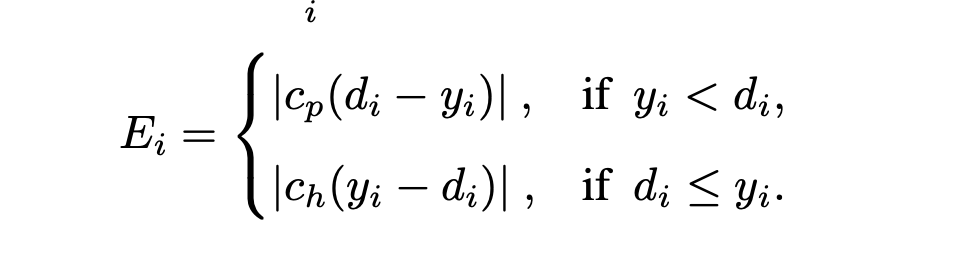 i
E_i = { |c_p(d_i − y_i)| , if y_i < d_i,
|c_h(y_i − d_i)| , if d_i ≤ y_i.